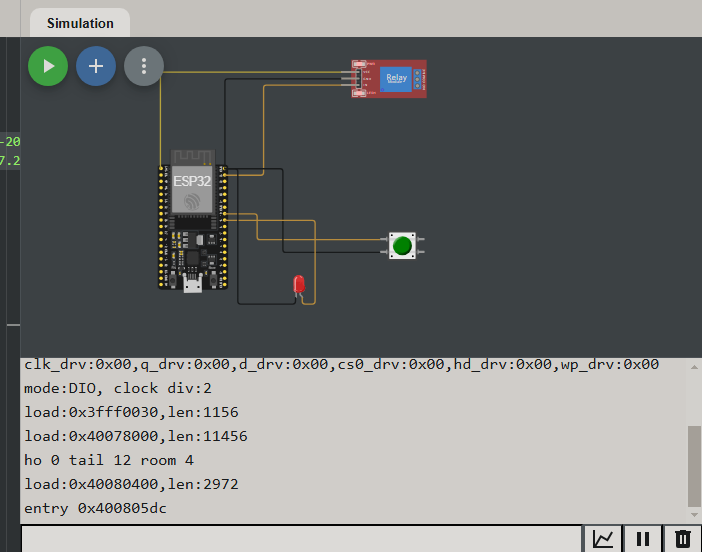 Simulation
-20
7.2
Relay
ESP32
clk_drv:0x00,q_drv:0x00,d_drv:0x00,cs0_drv:0x00,hd_drv:0x00,wp_drv:0x00
mode:DIO, clock div:2
load:0x3fff0030,len:1156
load:0x40078000,len:11456
ho 0 tail 12 room 4
load:0x40080400,len:2972
entry 0x400805dc